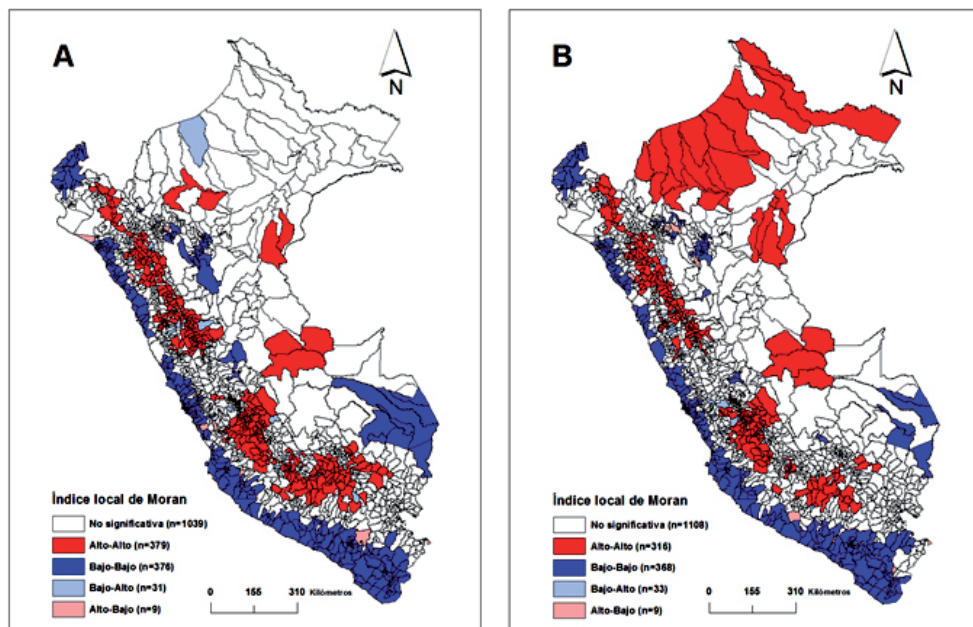 A
N
Índice local de Moran
No significativa (n=1039)
Alto-Alto (n=379)
Bajo-Bajo (n=376)
Bajo-Alto (n=31)
Alto-Bajo (n=9)
0 155 310 Kilómetros
B
N
Índice local de Moran
No significativa (n=1108)
Alto-Alto (n=316)
Bajo-Bajo (n=368)
Bajo-Alto (n=33)
Alto-Bajo (n=9)
0 155 310 Kilómetros